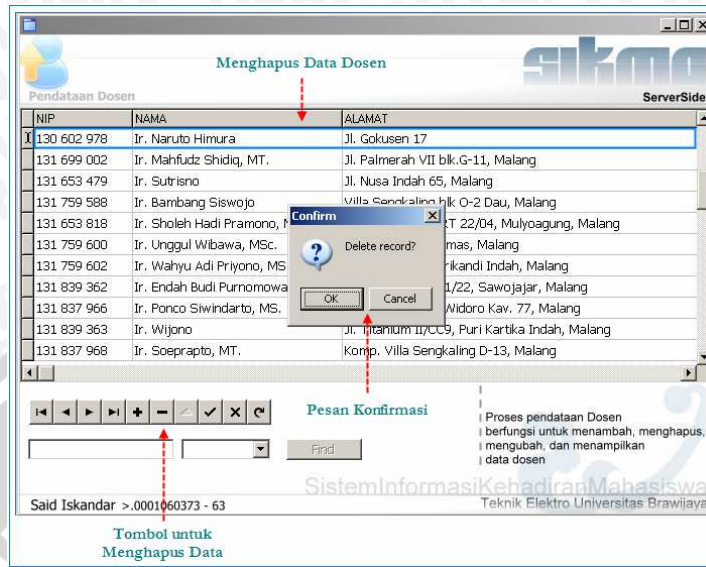 Menghapus Data Dosen
sikma
Pendataan Dosen
ServerSide
NIP NAMA ALAMAT
130 602 978 Ir. Naruto Himura Jl. Gokusen 17
131 699 002 Ir. Mahfudz Shidiq, MT. Jl. Palmerah VII blk.G-11, Malang
131 653 479 Ir. Sutrisno Jl. Nusa Indah 65, Malang
131 759 588 Ir. Bambang Siswojo Villa Sengkaling blk O-2 Dau, Malang
131 653 818 Ir. Sholeh Hadi Pramono, RT 22/04, Mulyoagung, Malang
131 759 600 Ir. Unggul Wibawa, MSc. mas, Malang
131 759 602 Ir. Wahyu Adi Priyono, MS rikandi Indah, Malang
131 839 362 Ir. Endah Budi Purnomowa 1/22, Sawojajar, Malang
131 837 966 Ir. Ponco Siwindarto, MS. Widoro Kav. 77, Malang
131 839 363 Ir. Wijono Jl. Titanium II/CC9, Puri Kartika Indah, Malang
131 837 968 Ir. Soeprapto, MT. Komp. Villa Sengkaling D-13, Malang
Confirm
Delete record?
OK Cancel
Pesan Konfirmasi
Find
Proses pendataan Dosen
berfungsi untuk menambah, menghapus,
mengubah, dan menampilkan
data dosen
SistemInformasiKehadiranMahasiswa
Said Iskandar >.0001060373 - 63
Teknik Elektro Universitas Brawijaya
Tombol untuk
Menghapus Data